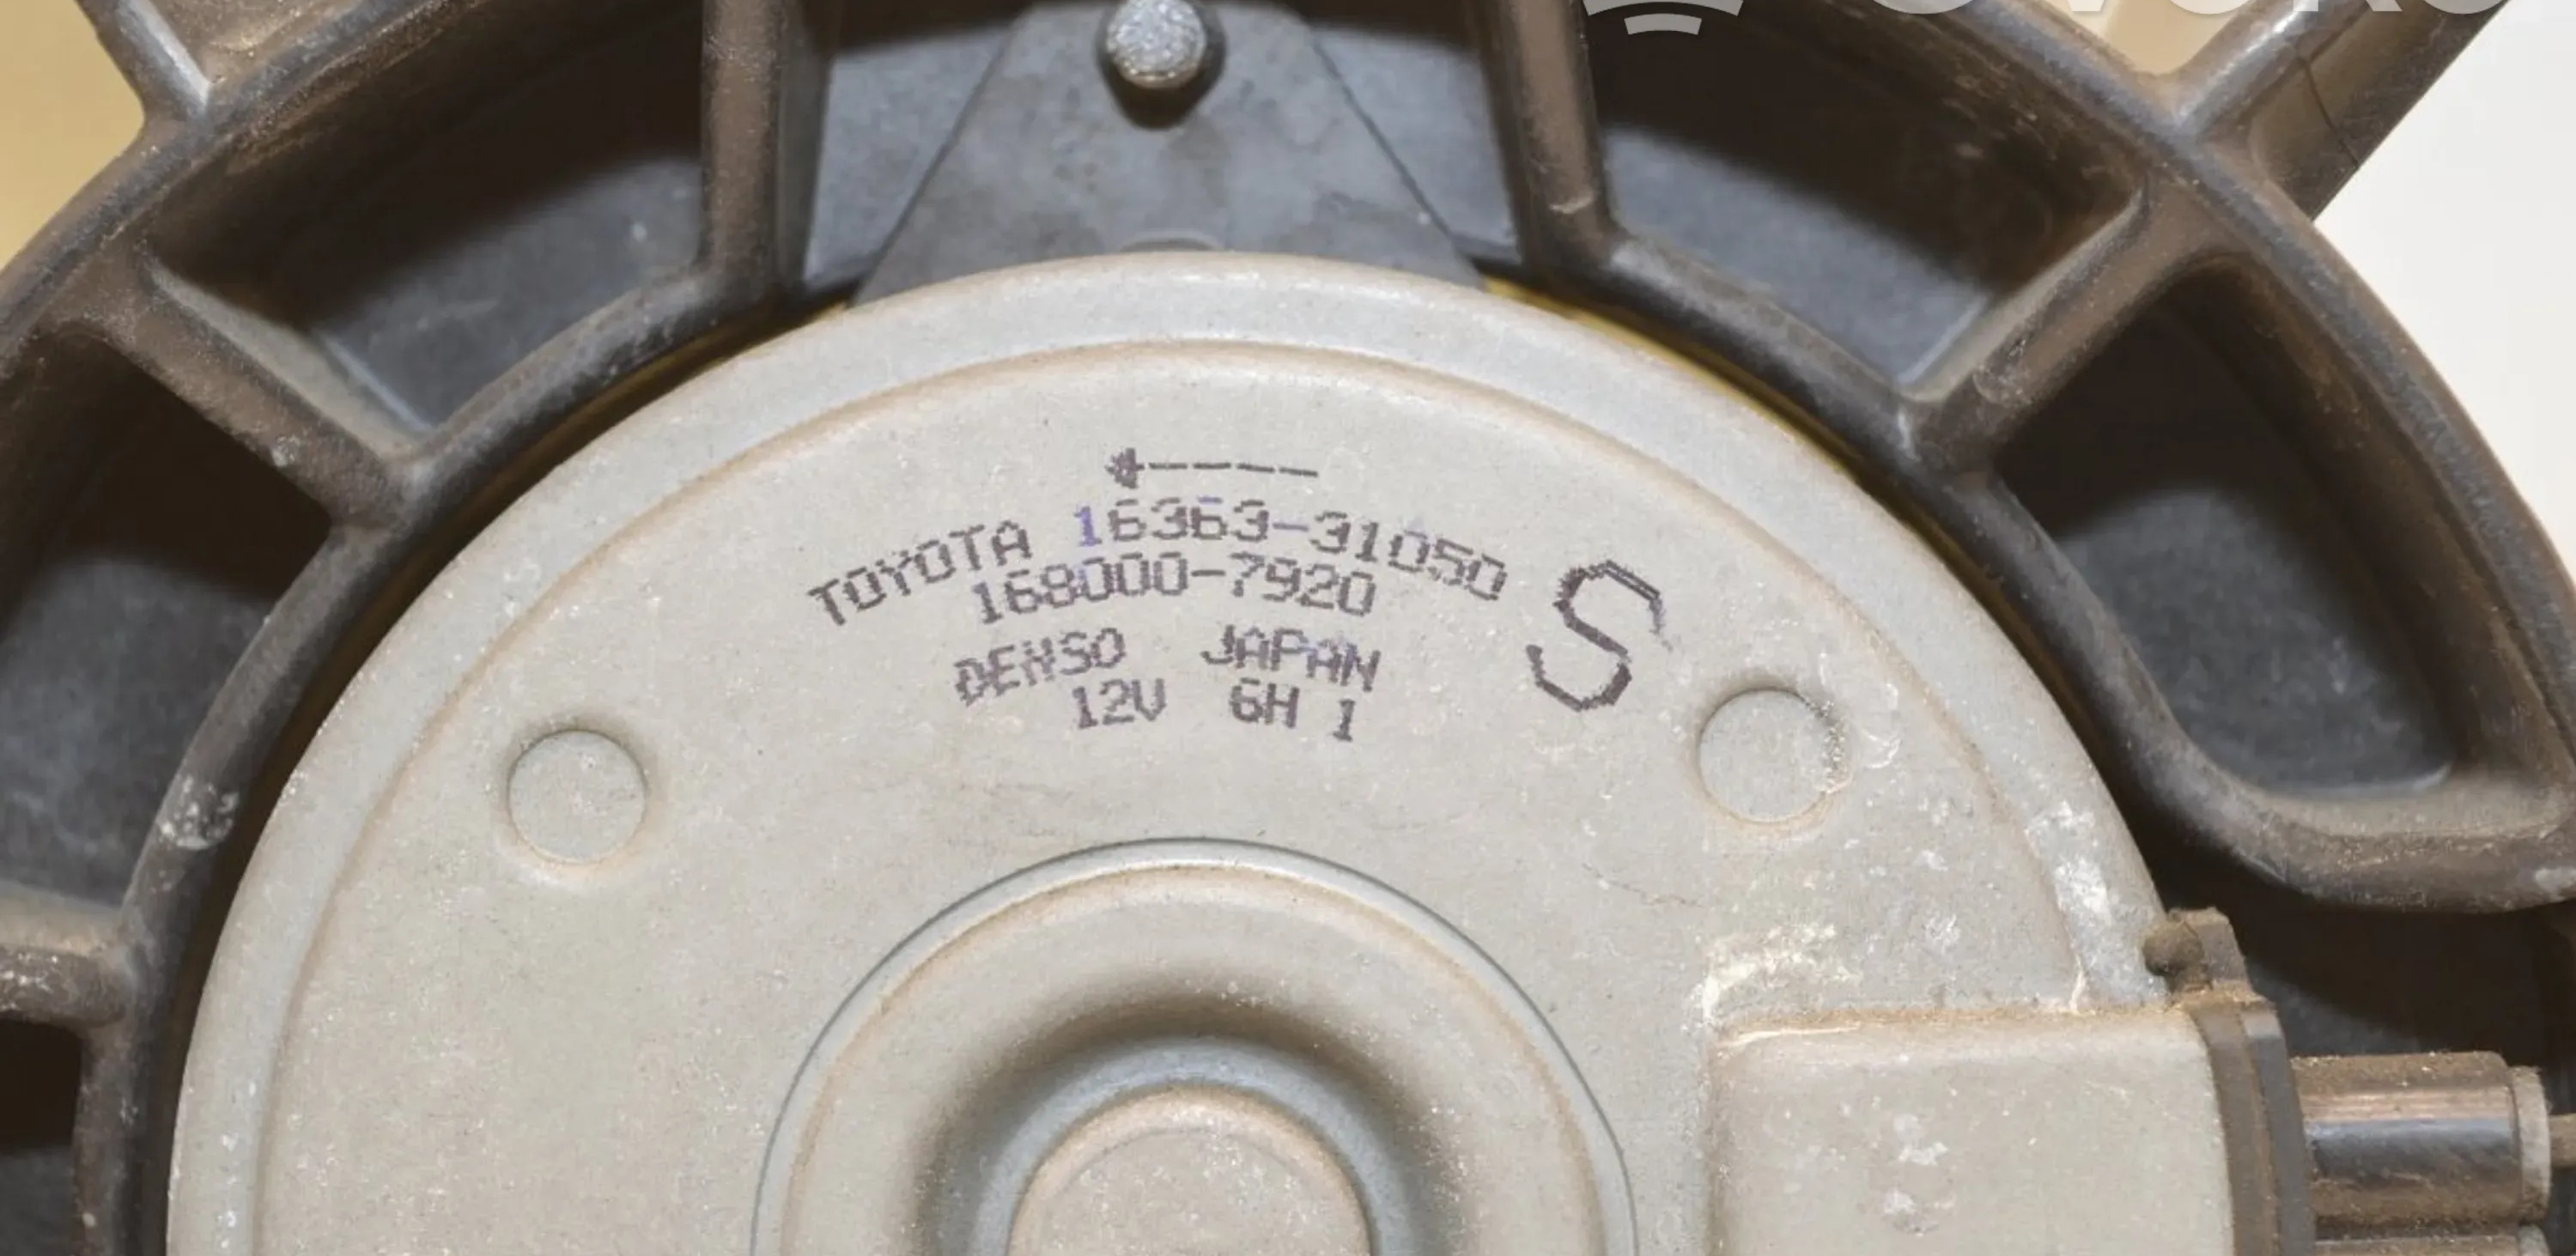 TOYOTA 16363-31050
168000-7920
S
DENSO JAPAN
12V 6H 1